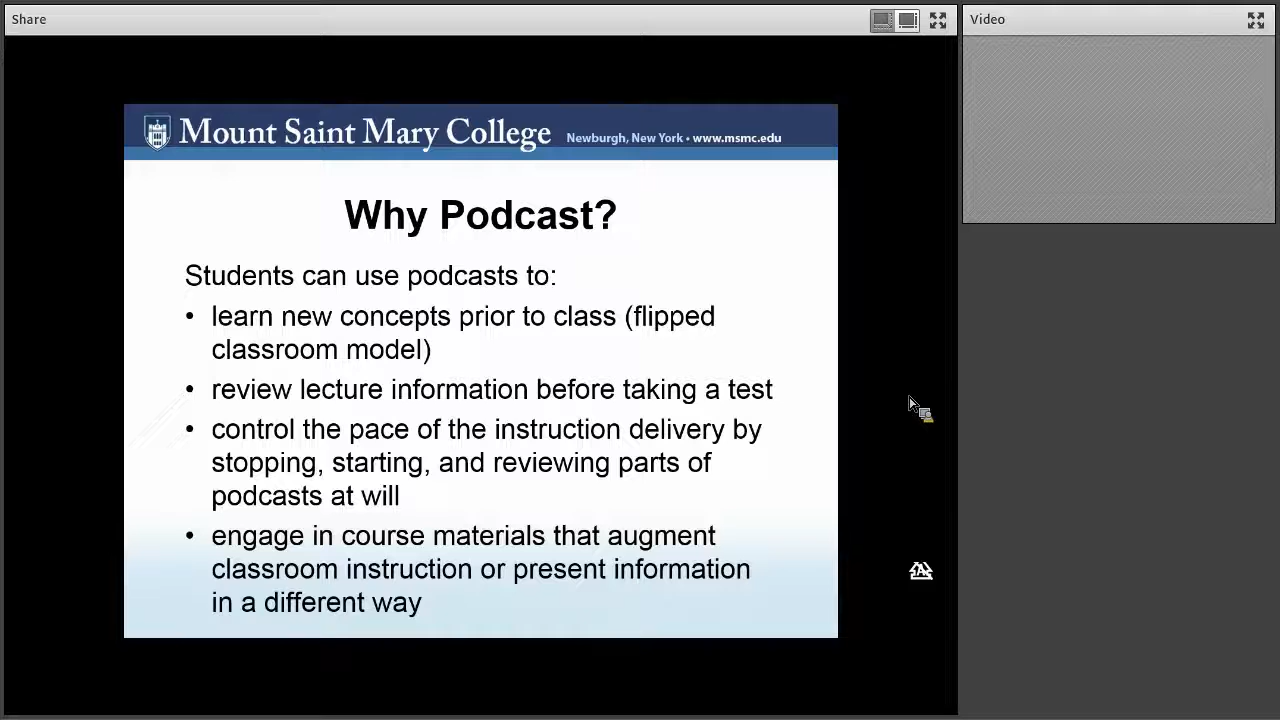 Share
Video
Mount Saint Mary College Newburgh, New York • www.msmc.edu
Why Podcast?
Students can use podcasts to:
• learn new concepts prior to class (flipped
classroom model)
• review lecture information before taking a test
• control the pace of the instruction delivery by
stopping, starting, and reviewing parts of
podcasts at will
• engage in course materials that augment
classroom instruction or present information
in a different way